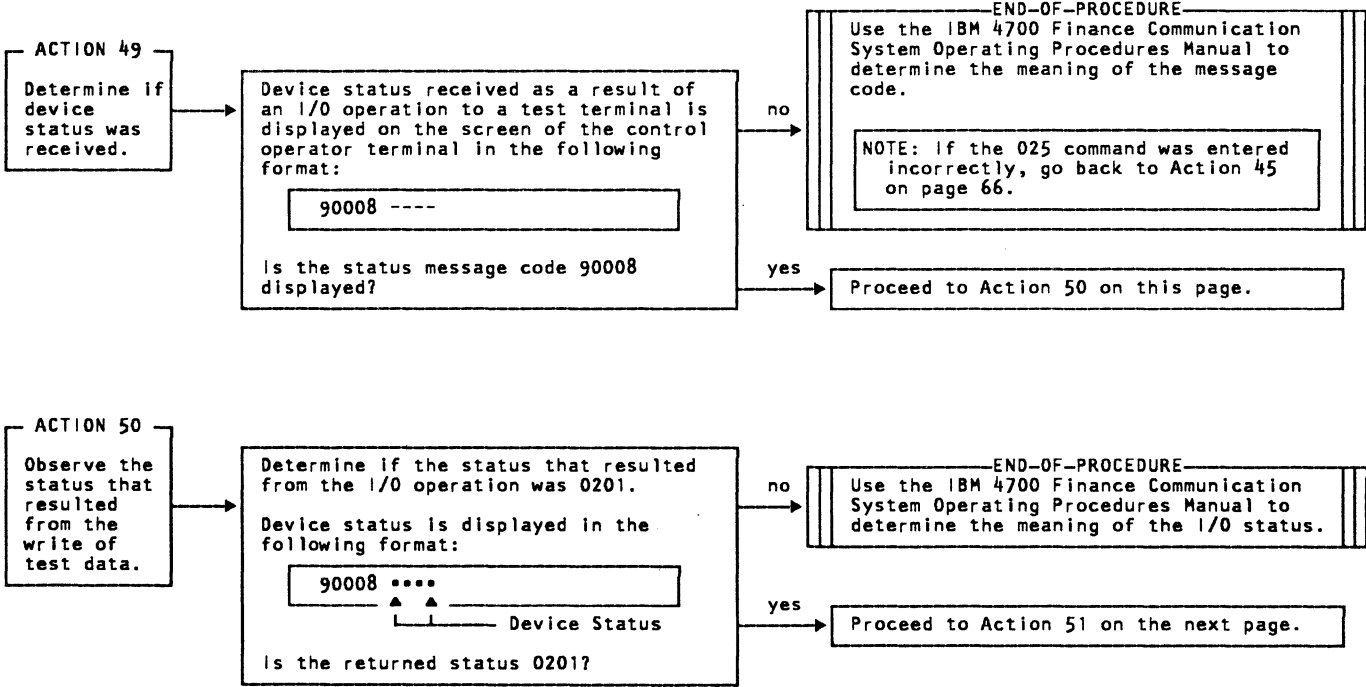 ACTION 49
Determine if
device
status was
received.
Device status received as a result of
an I/O operation to a test terminal is
displayed on the screen of the control
operator terminal in the following
format:
90008 ----
Is the status message code 90008
displayed?
no
END-OF-PROCEDURE
Use the IBM 4700 Finance Communication
System Operating Procedures Manual to
determine the meaning of the message
code.
NOTE: If the 025 command was entered
incorrectly, go back to Action 45
on page 66.
yes
Proceed to Action 50 on this page.
ACTION 50
Observe the
status that
resulted
from the
write of
test data.
Determine if the status that resulted
from the I/O operation was 0201.
Device status is displayed in the
following format:
90008 ••••
Device Status
Is the returned status 0201?
no
END-OF-PROCEDURE
Use the IBM 4700 Finance Communication
System Operating Procedures Manual to
determine the meaning of the I/O status.
yes
Proceed to Action 51 on the next page.